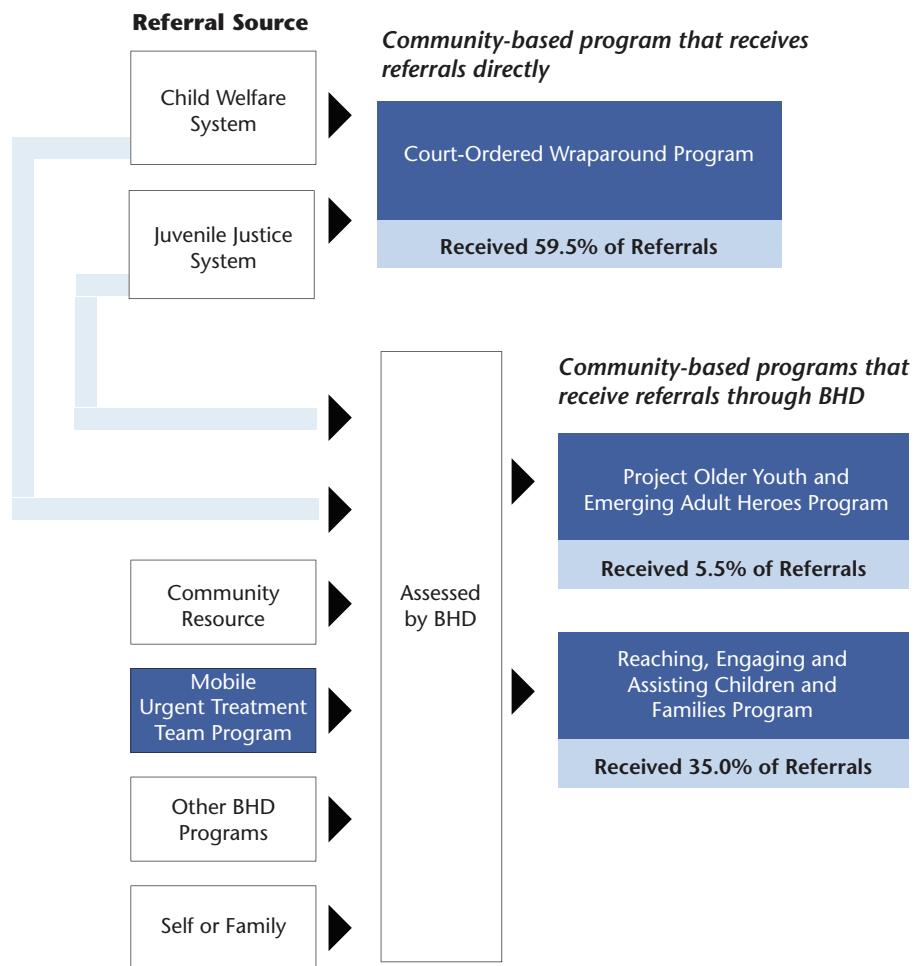 Referral Source
Community-based program that receives
referrals directly
Child Welfare
System
Court-Ordered Wraparound Program
Juvenile Justice
System
Received 59.5% of Referrals
Community-based programs that
receive referrals through BHD
Project Older Youth and
Emerging Adult Heroes Program
Received 5.5% of Referrals
Community
Resource
Assessed
by BHD
Mobile
Urgent Treatment
Team Program
Reaching, Engaging and
Assisting Children and
Families Program
Received 35.0% of Referrals
Other BHD
Programs
Self or Family